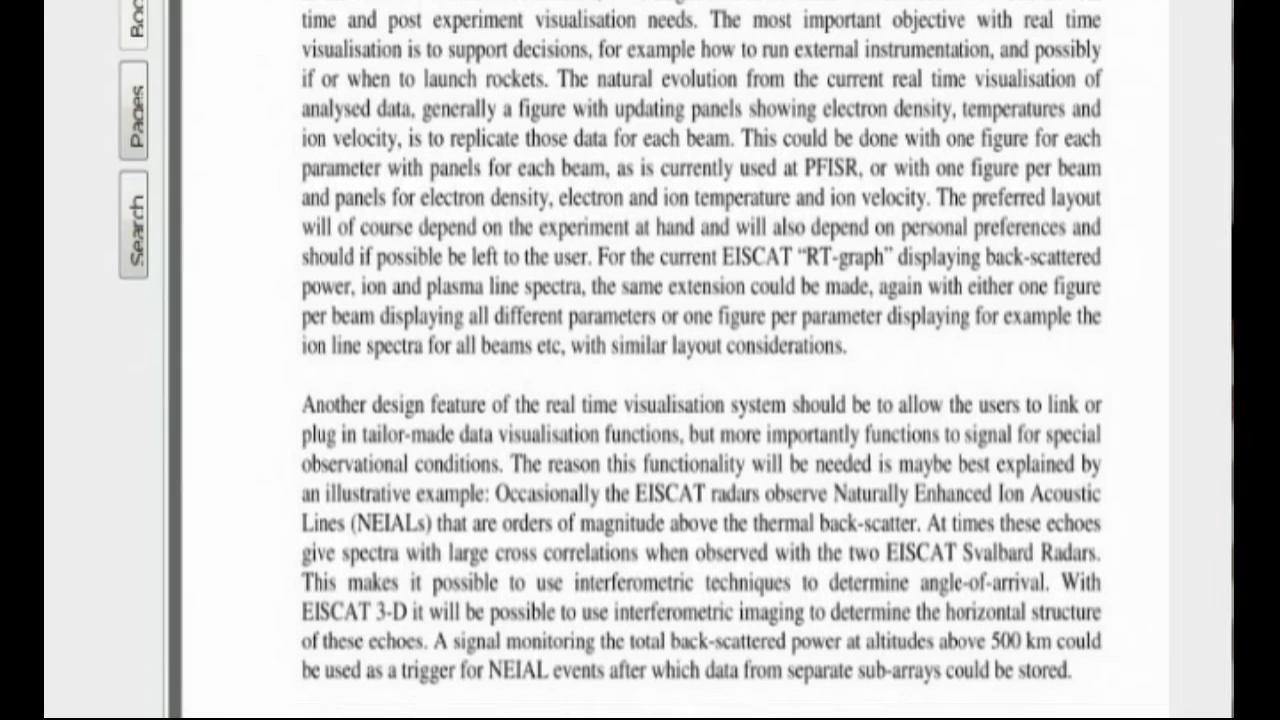 time and post experiment visualisation needs. The most important objective with real time
visualisation is to support decisions, for example how to run external instrumentation, and possibly
if or when to launch rockets. The natural evolution from the current real time visualisation of
analysed data, generally a figure with updating panels showing electron density, temperatures and
ion velocity, is to replicate those data for each beam. This could be done with one figure for each
parameter with panels for each beam, as is currently used at PFISR, or with one figure per beam
and panels for electron density, electron and ion temperature and ion velocity. The preferred layout
will of course depend on the experiment at hand and will also depend on personal preferences and
should if possible be left to the user. For the current EISCAT “RT-graph” displaying back-scattered
power, ion and plasma line spectra, the same extension could be made, again with either one figure
per beam displaying all different parameters or one figure per parameter displaying for example the
ion line spectra for all beams etc, with similar layout considerations.
Another design feature of the real time visualisation system should be to allow the users to link or
plug in tailor-made data visualisation functions, but more importantly functions to signal for special
observational conditions. The reason this functionality will be needed is maybe best explained by
an illustrative example: Occasionally the EISCAT radars observe Naturally Enhanced Ion Acoustic
Lines (NEIALs) that are orders of magnitude above the thermal back-scatter. At times these echoes
give spectra with large cross correlations when observed with the two EISCAT Svalbard Radars.
This makes it possible to use interferometric techniques to determine angle-of-arrival. With
EISCAT 3-D it will be possible to use interferometric imaging to determine the horizontal structure
of these echoes. A signal monitoring the total back-scattered power at altitudes above 500 km could
be used as a trigger for NEIAL events after which data from separate sub-arrays could be stored.
Pages
Search